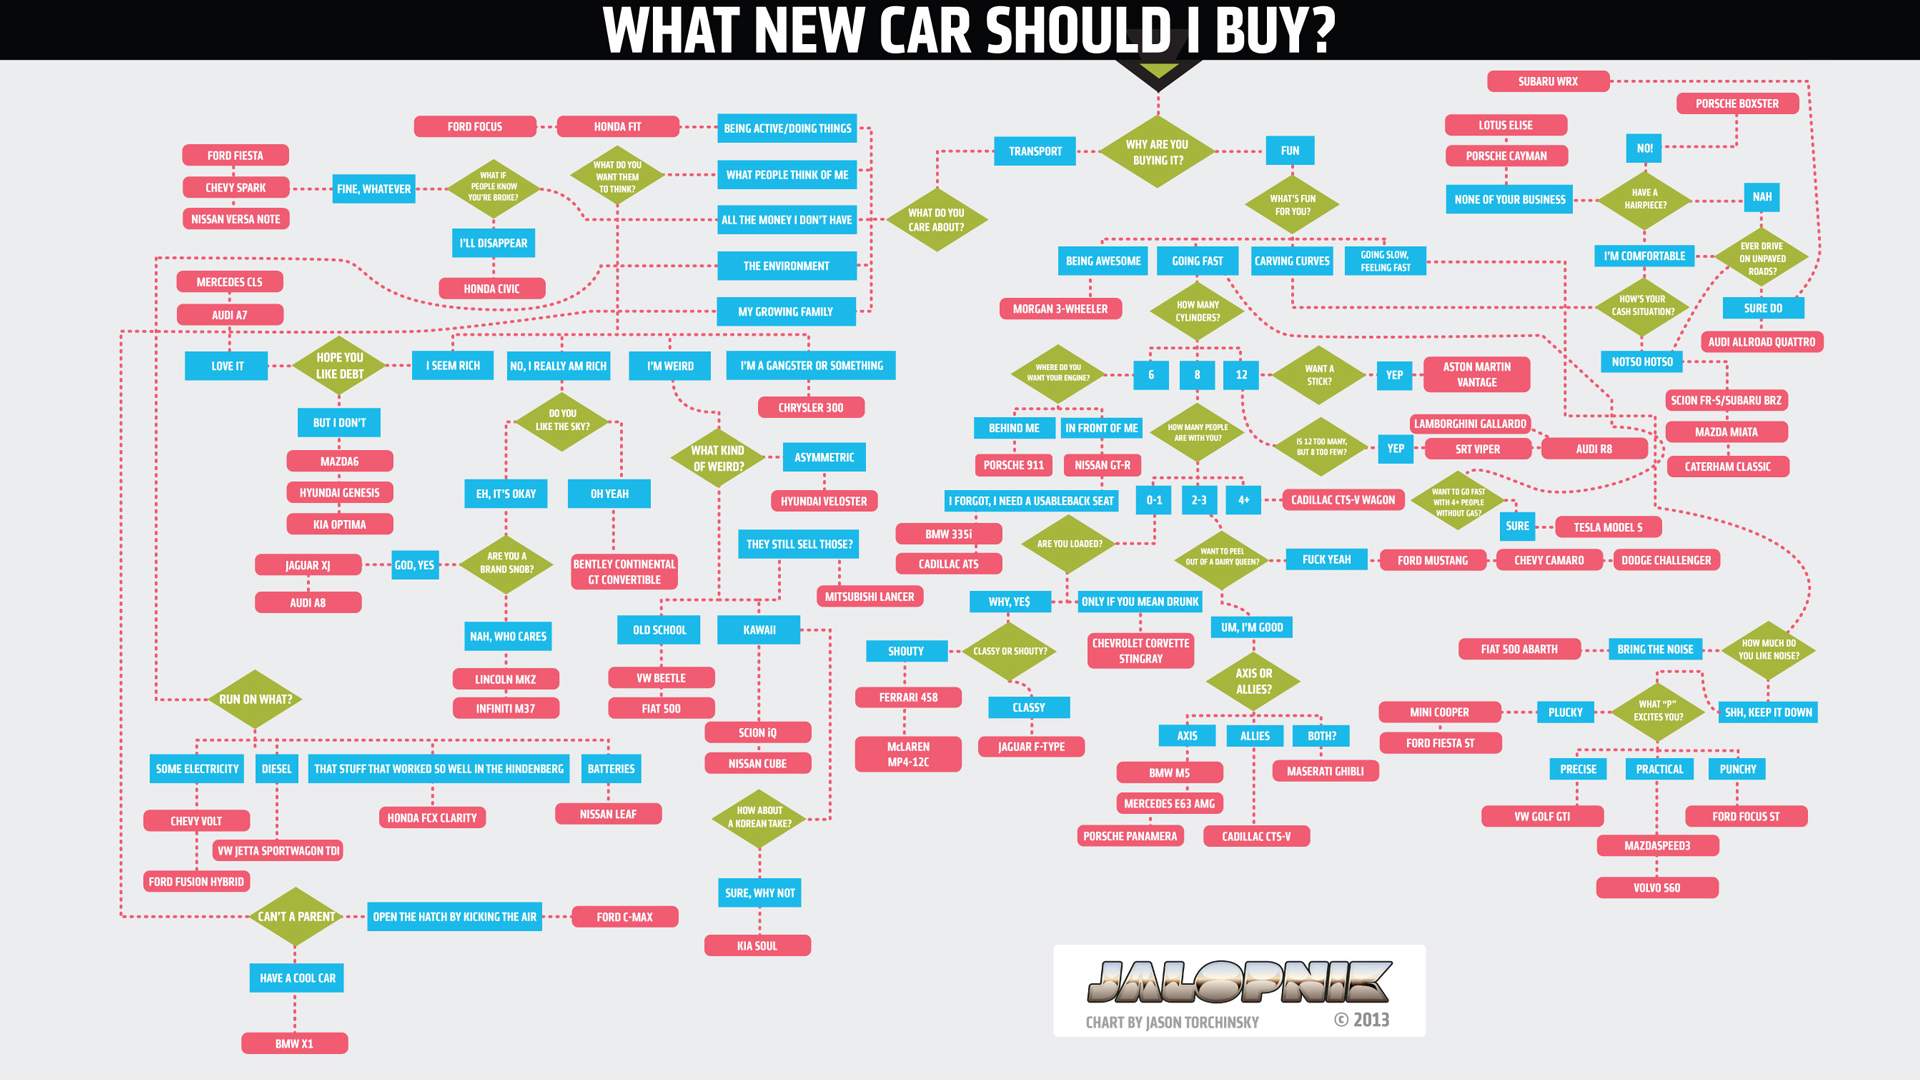 WHAT NEW CAR SHOULD I BUY?
SUBARU WRX
PORSCHE BOXSTER
FORD FOCUS
HONDA FIT
BEING ACTIVE/DOING THINGS
TRANSPORT
WHY ARE YOU
BUYING IT?
FUN
LOTUS ELISE
PORSCHE CAYMAN
NO!
FORD FIESTA
CHEVY SPARK
NISSAN VERSA NOTE
FINE, WHATEVER
WHAT IF
PEOPLE KNOW
YOU'RE BROKE?
WHAT DO YOU
WANT THEM
TO THINK?
WHAT PEOPLE THINK OF ME
ALL THE MONEY I DON'T HAVE
WHAT DO YOU
CARE ABOUT?
WHAT'S FUN
FOR YOU?
NONE OF YOUR BUSINESS
HAVE A
HAIRPIECE?
NAH
I'LL DISAPPEAR
HONDA CIVIC
THE ENVIRONMENT
MY GROWING FAMILY
BEING AWESOME
GOING FAST
CARVING CURVES
GOING SLOW,
FEELING FAST
I'M COMFORTABLE
EVER DRIVE
ON UNPAVED
ROADS?
MERCEDES CLS
AUDI A7
MORGAN 3-WHEELER
HOW MANY
CYLINDERS?
HOW'S YOUR
CASH SITUATION?
SURE DO
AUDI ALLROAD QUATTRO
LOVE IT
HOPE YOU
LIKE DEBT
I SEEM RICH
NO, I REALLY AM RICH
I'M WEIRD
I'M A GANGSTER OR SOMETHING
CHRYSLER 300
WHERE DO YOU
WANT YOUR ENGINE?
6
8
12
WANT A
STICK?
YEP
ASTON MARTIN
VANTAGE
NOTSO HOTSO
SCION FR-S/SUBARU BRZ
MAZDA MIATA
CATERHAM CLASSIC
BUT I DON'T
MAZDA6
HYUNDAI GENESIS
KIA OPTIMA
DO YOU
LIKE THE SKY?
WHAT KIND
OF WEIRD?
ASYMMETRIC
HYUNDAI VELOSTER
BEHIND ME
IN FRONT OF ME
PORSCHE 911
NISSAN GT-R
HOW MANY PEOPLE
ARE WITH YOU?
IS 12 TOO MANY,
BUT 8 TOO FEW?
YEP
LAMBORGHINI GALLARDO
SRT VIPER
AUDI R8
EH, IT'S OKAY
OH YEAH
I FORGOT, I NEED A USABLEBACK SEAT
0-1
2-3
4+
CADILLAC CTS-V WAGON
WANT TO GO FAST
WITH 4+ PEOPLE
WITHOUT GAS?
SURE
TESLA MODEL S
BMW 335i
CADILLAC ATS
ARE YOU LOADED?
WANT TO PEEL
OUT OF A DAIRY QUEEN?
FUCK YEAH
FORD MUSTANG
CHEVY CAMARO
DODGE CHALLENGER
THEY STILL SELL THOSE?
MITSUBISHI LANCER
JAGUAR XJ
AUDI A8
GOD, YES
ARE YOU A
BRAND SNOB?
BENTLEY CONTINENTAL
GT CONVERTIBLE
NAH, WHO CARES
LINCOLN MKZ
INFINITI M37
OLD SCHOOL
KAWAII
VW BEETLE
FIAT 500
SCION iQ
NISSAN CUBE
WHY, YE$
ONLY IF YOU MEAN DRUNK
CHEVROLET CORVETTE
STINGRAY
UM, I'M GOOD
SHOUTY
CLASSY OR SHOUTY?
FERRARI 458
McLAREN
MP4-12C
CLASSY
JAGUAR F-TYPE
AXIS OR
ALLIES?
AXIS
ALLIES
BOTH?
BMW M5
MERCEDES E63 AMG
PORSCHE PANAMERA
CADILLAC CTS-V
MASERATI GHIBLI
FIAT 500 ABARTH
BRING THE NOISE
HOW MUCH DO
YOU LIKE NOISE?
MINI COOPER
FORD FIESTA ST
PLUCKY
WHAT "P"
EXCITES YOU?
SHH, KEEP IT DOWN
PRECISE
PRACTICAL
PUNCHY
VW GOLF GTI
FORD FOCUS ST
MAZDASPEED3
VOLVO S60
RUN ON WHAT?
SOME ELECTRICITY
DIESEL
THAT STUFF THAT WORKED SO WELL IN THE HINDENBERG
BATTERIES
CHEVY VOLT
VW JETTA SPORTWAGON TDI
FORD FUSION HYBRID
HONDA FCX CLARITY
NISSAN LEAF
HOW ABOUT
A KOREAN TAKE?
SURE, WHY NOT
KIA SOUL
CAN'T A PARENT
OPEN THE HATCH BY KICKING THE AIR
FORD C-MAX
HAVE A COOL CAR
BMW X1
JALOPNIK
CHART BY JASON TORCHINSKY
© 2013